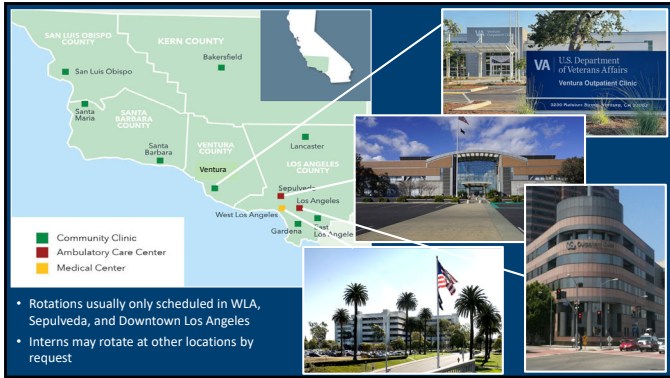 SAN LUIS OBISPO
COUNTY
KERN COUNTY
Bakersfield
San Luis Obispo
Santa
Maria
SANTA
BARBARA
COUNTY
Santa
Barbara
VENTURA
COUNTY
Ventura
Lancaster
LOS ANGELES
COUNTY
Sepulveda
Los Angeles
West Los Angeles
Gardena
East
Los Angele
Community Clinic
Ambulatory Care Center
Medical Center
• Rotations usually only scheduled in WLA,
Sepulveda, and Downtown Los Angeles
• Interns may rotate at other locations by
request
VA
U.S. Department
of Veterans Affairs
Ventura Outpatient Clinic